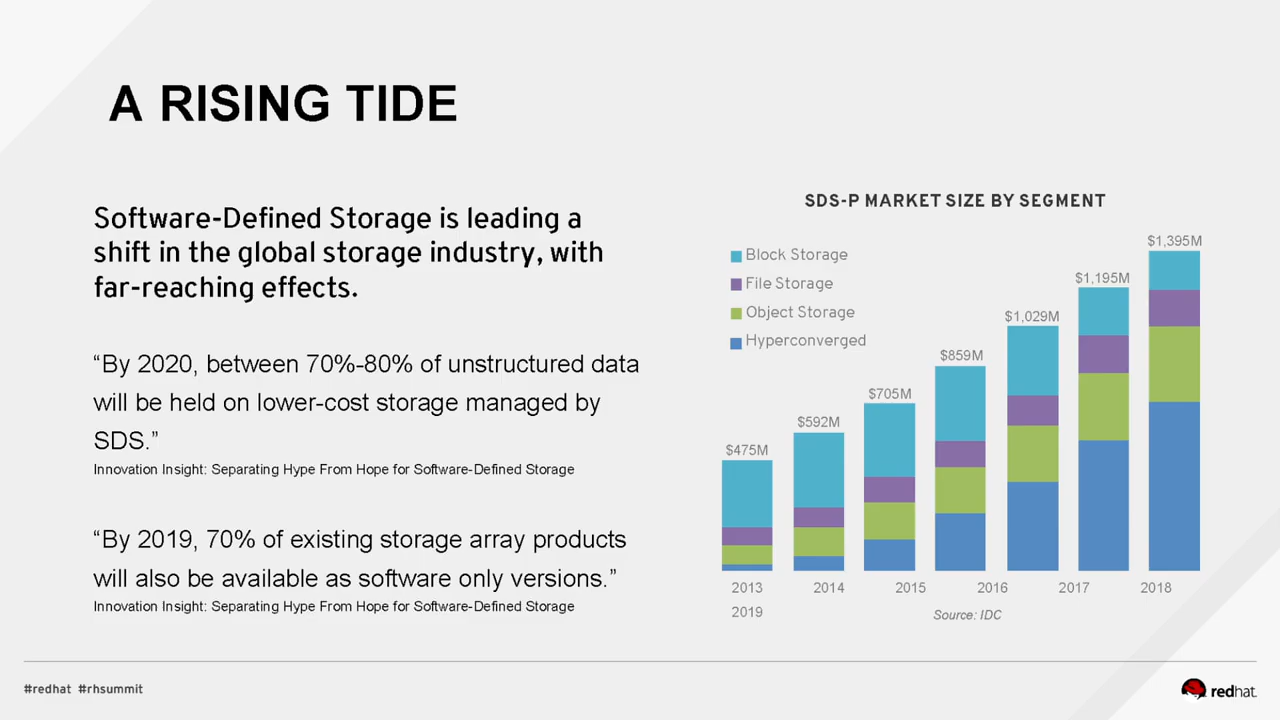 A RISING TIDE
Software-Defined Storage is leading a
shift in the global storage industry, with
far-reaching effects.
“By 2020, between 70%-80% of unstructured data
will be held on lower-cost storage managed by
SDS.”
Innovation Insight: Separating Hype From Hope for Software-Defined Storage
“By 2019, 70% of existing storage array products
will also be available as software only versions.”
Innovation Insight: Separating Hype From Hope for Software-Defined Storage
SDS-P MARKET SIZE BY SEGMENT
Block Storage
File Storage
Object Storage
Hyperconverged
$475M
$592M
$705M
$859M
$1,029M
$1,195M
$1,395M
2013 2014 2015 2016 2017 2018
2019
Source: IDC
#redhat #rhsummit
redhat.